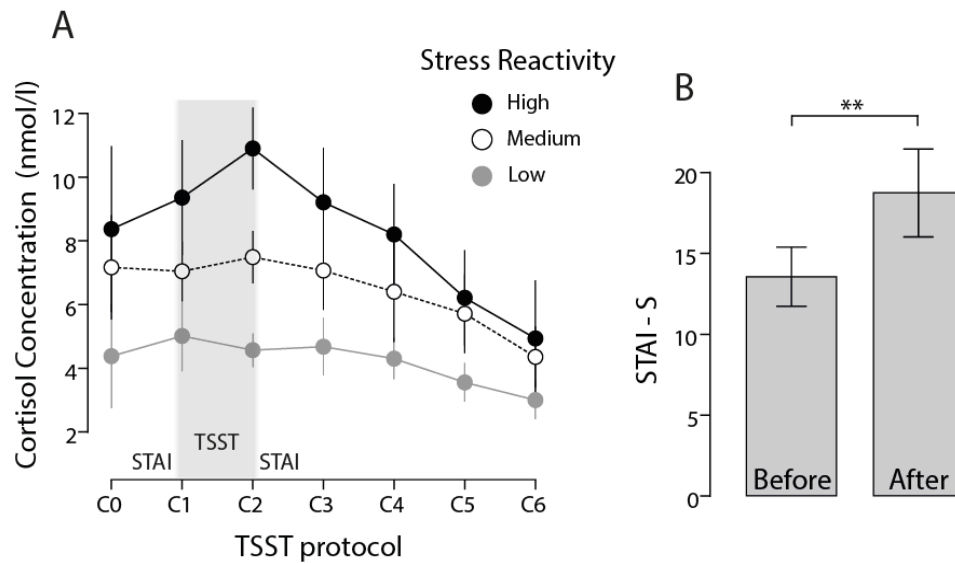 A
Stress Reactivity
High
Medium
Low
Cortisol Concentration (nmol/l)
12
10
8
6
4
2
STAI
TSST
STAI
C0
C1
C2
C3
C4
C5
C6
TSST protocol
B
**
STAI - S
20
15
10
5
0
Before
After